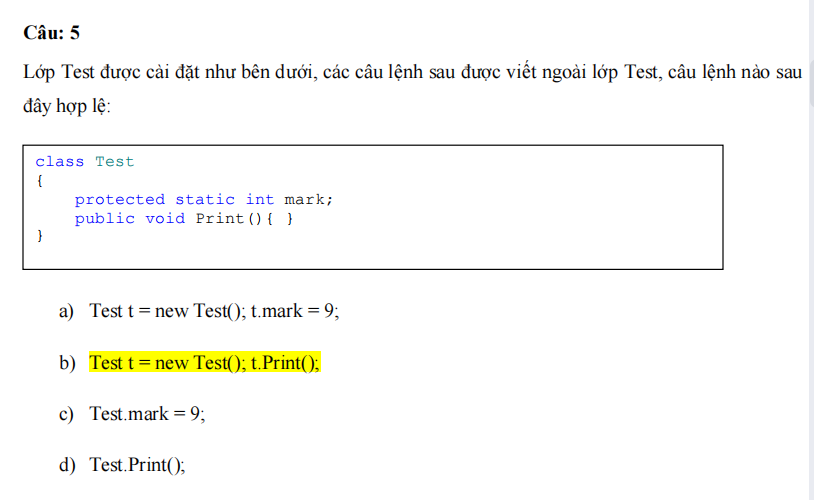 Câu: 5
Lớp Test được cài đặt như bên dưới, các câu lệnh sau được viết ngoài lớp Test, câu lệnh nào sau
đây hợp lệ:
class Test
{
    protected static int mark;
    public void Print(){ }
}
a) Test t = new Test(); t.mark = 9;
b) Test t = new Test(); t.Print();
c) Test.mark = 9;
d) Test.Print();